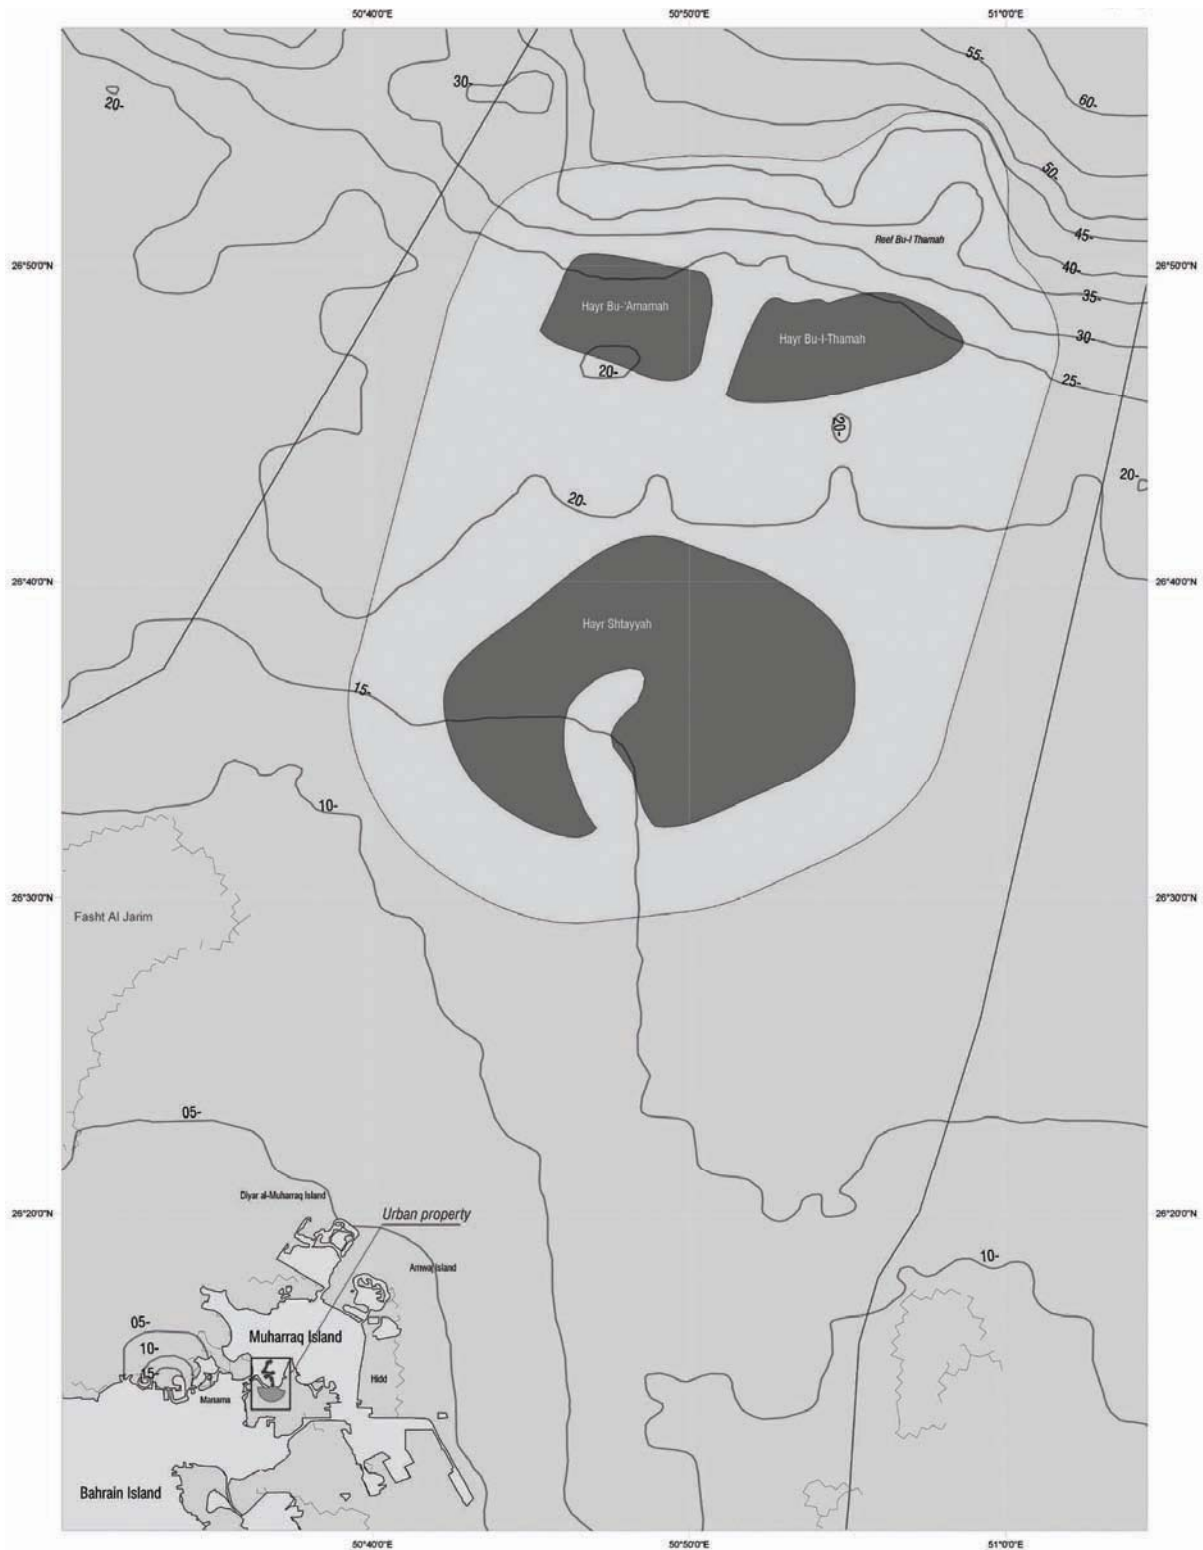 50°40'0"E
50°50'0"E
51°0'0"E
55-
60-
30-
20-
50-
45-
Reef Bu-l Thamah
26°50'0"N
26°50'0"N
40-
35-
Hayr Bu-'Amamah
30-
Hayr Bu-l-Thamah
20-
25-
20-
20-
20-
26°40'0"N
26°40'0"N
Hayr Shtayyah
15-
10-
26°30'0"N
26°30'0"N
Fasht Al Jarim
05-
Diyar al-Muharraq Island
Urban property
26°20'0"N
26°20'0"N
10-
Amwaj Island
05-
Muharraq Island
10-
15-
Hidd
Manama
Bahrain Island
50°40'0"E
50°50'0"E
51°0'0"E